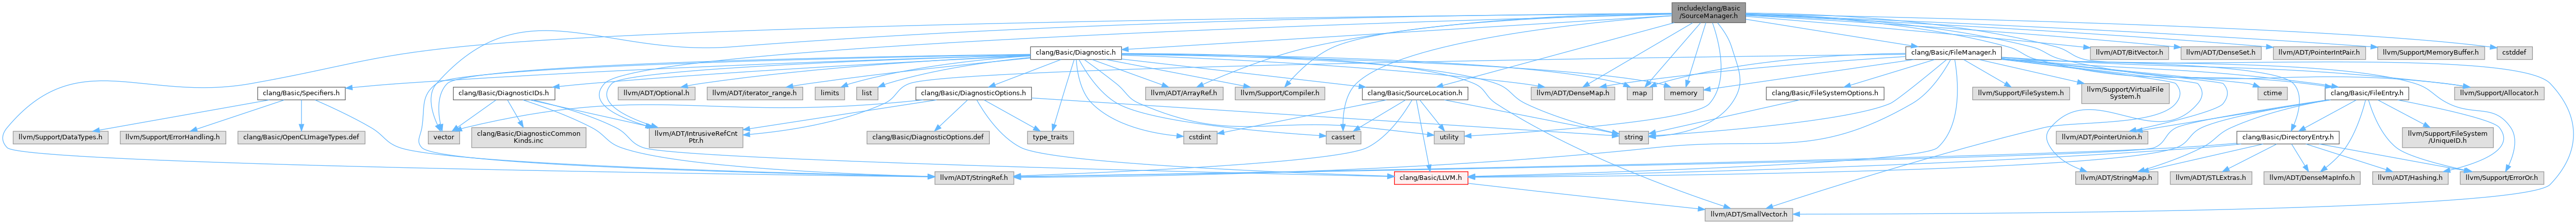 include/clang/Basic
/SourceManager.h
clang/Basic/Diagnostic.h
clang/Basic/FileManager.h
llvm/ADT/BitVector.h
llvm/ADT/DenseSet.h
llvm/ADT/PointerIntPair.h
llvm/Support/MemoryBuffer.h
cstddef
clang/Basic/Specifiers.h
clang/Basic/DiagnosticIDs.h
llvm/ADT/Optional.h
llvm/ADT/iterator_range.h
limits
list
clang/Basic/DiagnosticOptions.h
llvm/ADT/ArrayRef.h
llvm/Support/Compiler.h
clang/Basic/SourceLocation.h
llvm/ADT/DenseMap.h
map
memory
clang/Basic/FileSystemOptions.h
llvm/Support/FileSystem.h
llvm/Support/VirtualFile
System.h
ctime
clang/Basic/FileEntry.h
llvm/Support/Allocator.h
llvm/Support/DataTypes.h
llvm/Support/ErrorHandling.h
clang/Basic/OpenCLImageTypes.def
vector
clang/Basic/DiagnosticCommon
Kinds.inc
llvm/ADT/IntrusiveRefCnt
Ptr.h
clang/Basic/DiagnosticOptions.def
type_traits
cstdint
cassert
utility
string
llvm/ADT/PointerUnion.h
clang/Basic/DirectoryEntry.h
llvm/Support/FileSystem
/UniqueID.h
llvm/ADT/StringRef.h
clang/Basic/LLVM.h
llvm/ADT/StringMap.h
llvm/ADT/STLExtras.h
llvm/ADT/DenseMapInfo.h
llvm/ADT/Hashing.h
llvm/Support/ErrorOr.h
llvm/ADT/SmallVector.h